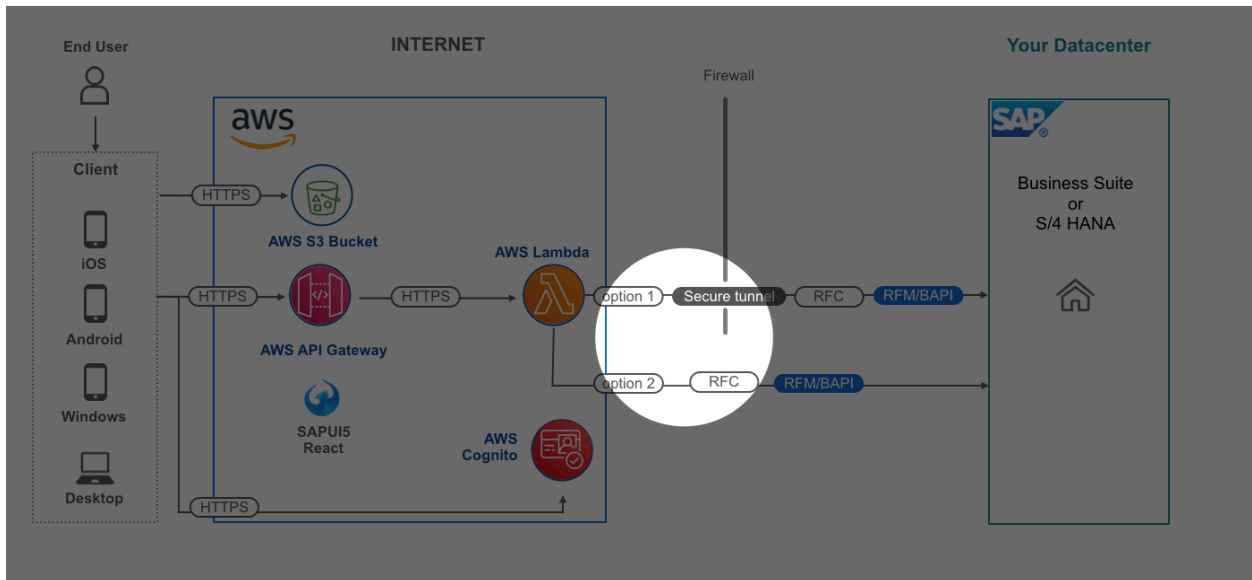 End User
INTERNET
Your Datacenter
Firewall
aws
SAP®
Client
HTTPS
Business Suite
or
S/4 HANA
AWS S3 Bucket
AWS Lambda
iOS
HTTPS
HTTPS
option 1
Secure tunnel
RFC
RFM/BAPI
Android
AWS API Gateway
option 2
RFC
RFM/BAPI
Windows
SAPUI5
React
AWS
Cognito
Desktop
HTTPS